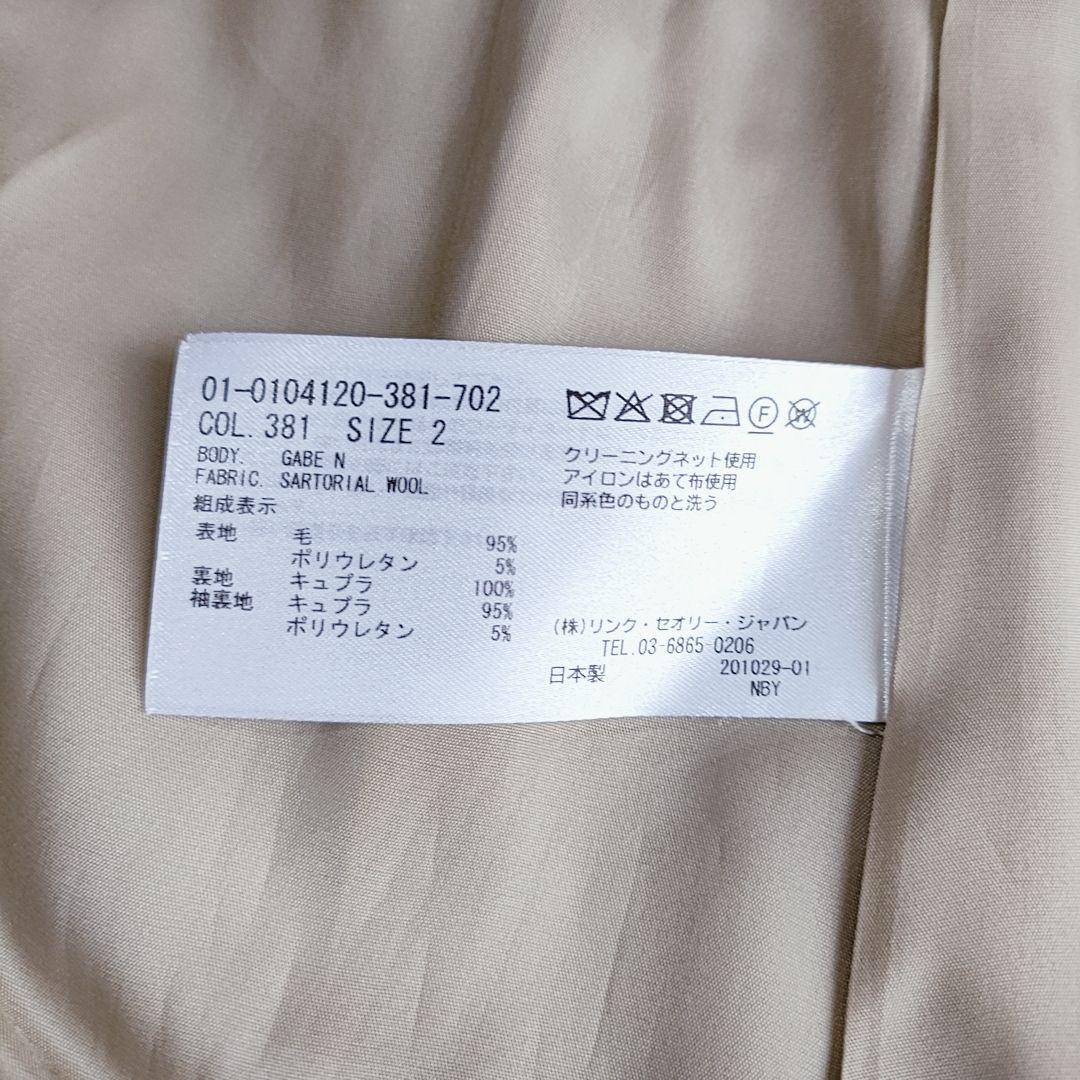 01-0104120-381-702
COL. 381 SIZE 2
BODY. GABE N
FABRIC. SARTORIAL WOOL
組成表示
表地 毛 95%
ポリウレタン 5%
裏地 キュプラ 100%
袖裏地 キュプラ 95%
ポリウレタン 5%
F
W
クリーニングネット使用
アイロンはあて布使用
同系色のものと洗う
(株)リンク・セオリー・ジャパン
TEL.03-6865-0206
日本製 201029-01
NBY